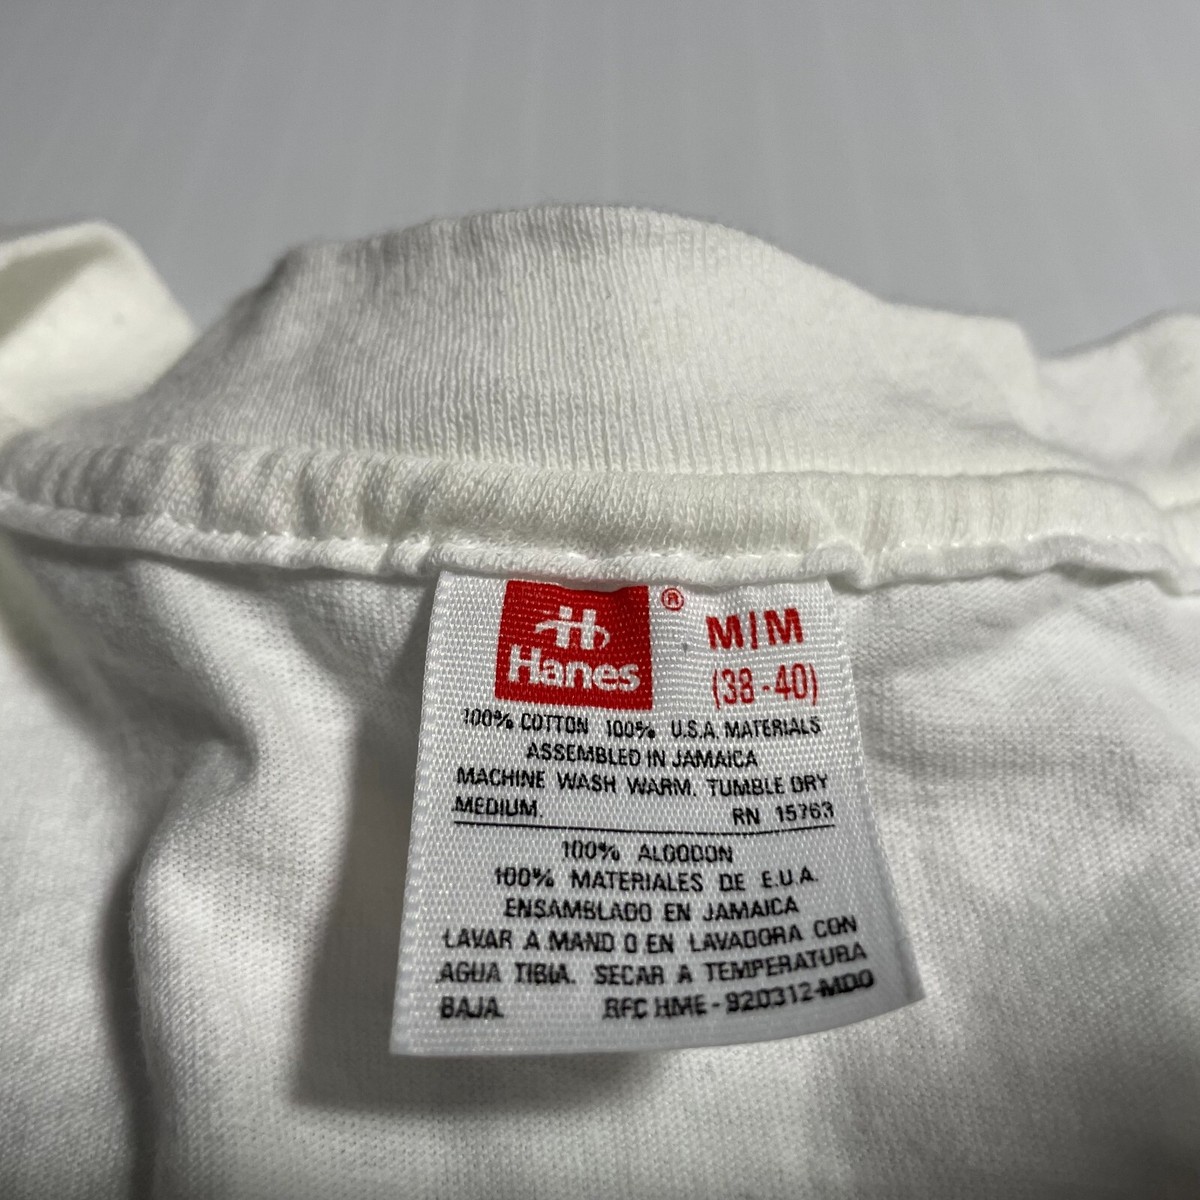 Hanes ®
M/M
(38-40)
100% COTTON 100% U.S.A. MATERIALS
ASSEMBLED IN JAMAICA
MACHINE WASH WARM. TUMBLE DRY
MEDIUM. RN 15763
100% ALGODON
100% MATERIALES DE E.U.A.
ENSAMBLADO EN JAMAICA
LAVAR A MANO O EN LAVADORA CON
AGUA TIBIA. SECAR A TEMPERATURA
BAJA. RFC HME-920312-MD0